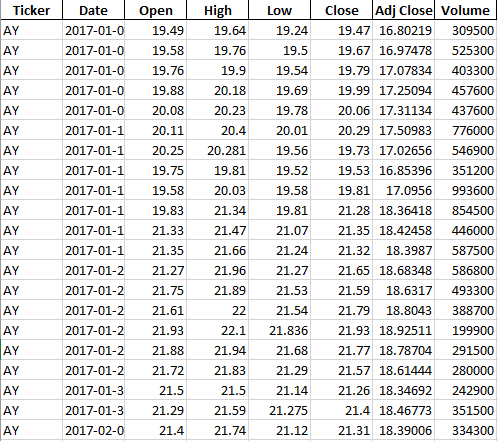 Ticker Date Open High Low Close Adj Close Volume
AY 2017-01-0 19.49 19.64 19.24 19.47 16.80219 309500
AY 2017-01-0 19.58 19.76 19.5 19.67 16.97478 525300
AY 2017-01-0 19.76 19.9 19.54 19.79 17.07834 403300
AY 2017-01-0 19.88 20.18 19.69 19.99 17.25094 457600
AY 2017-01-0 20.08 20.23 19.78 20.06 17.31134 437600
AY 2017-01-1 20.11 20.4 20.01 20.29 17.50983 776000
AY 2017-01-1 20.25 20.281 19.56 19.73 17.02656 546900
AY 2017-01-1 19.75 19.81 19.52 19.53 16.85396 351200
AY 2017-01-1 19.58 20.03 19.58 19.81 17.0956 993600
AY 2017-01-1 19.83 21.34 19.81 21.28 18.36418 854500
AY 2017-01-1 21.33 21.47 21.07 21.35 18.42458 446000
AY 2017-01-1 21.35 21.66 21.24 21.32 18.3987 587500
AY 2017-01-2 21.27 21.96 21.27 21.65 18.68348 586800
AY 2017-01-2 21.75 21.89 21.53 21.59 18.6317 493300
AY 2017-01-2 21.61 22 21.54 21.79 18.8043 388700
AY 2017-01-2 21.93 22.1 21.836 21.93 18.92511 199900
AY 2017-01-2 21.88 21.94 21.68 21.77 18.78704 291500
AY 2017-01-2 21.72 21.83 21.29 21.57 18.61444 280000
AY 2017-01-3 21.5 21.5 21.14 21.26 18.34692 242900
AY 2017-01-3 21.29 21.59 21.275 21.4 18.46773 351500
AY 2017-02-0 21.4 21.74 21.12 21.31 18.39006 334300